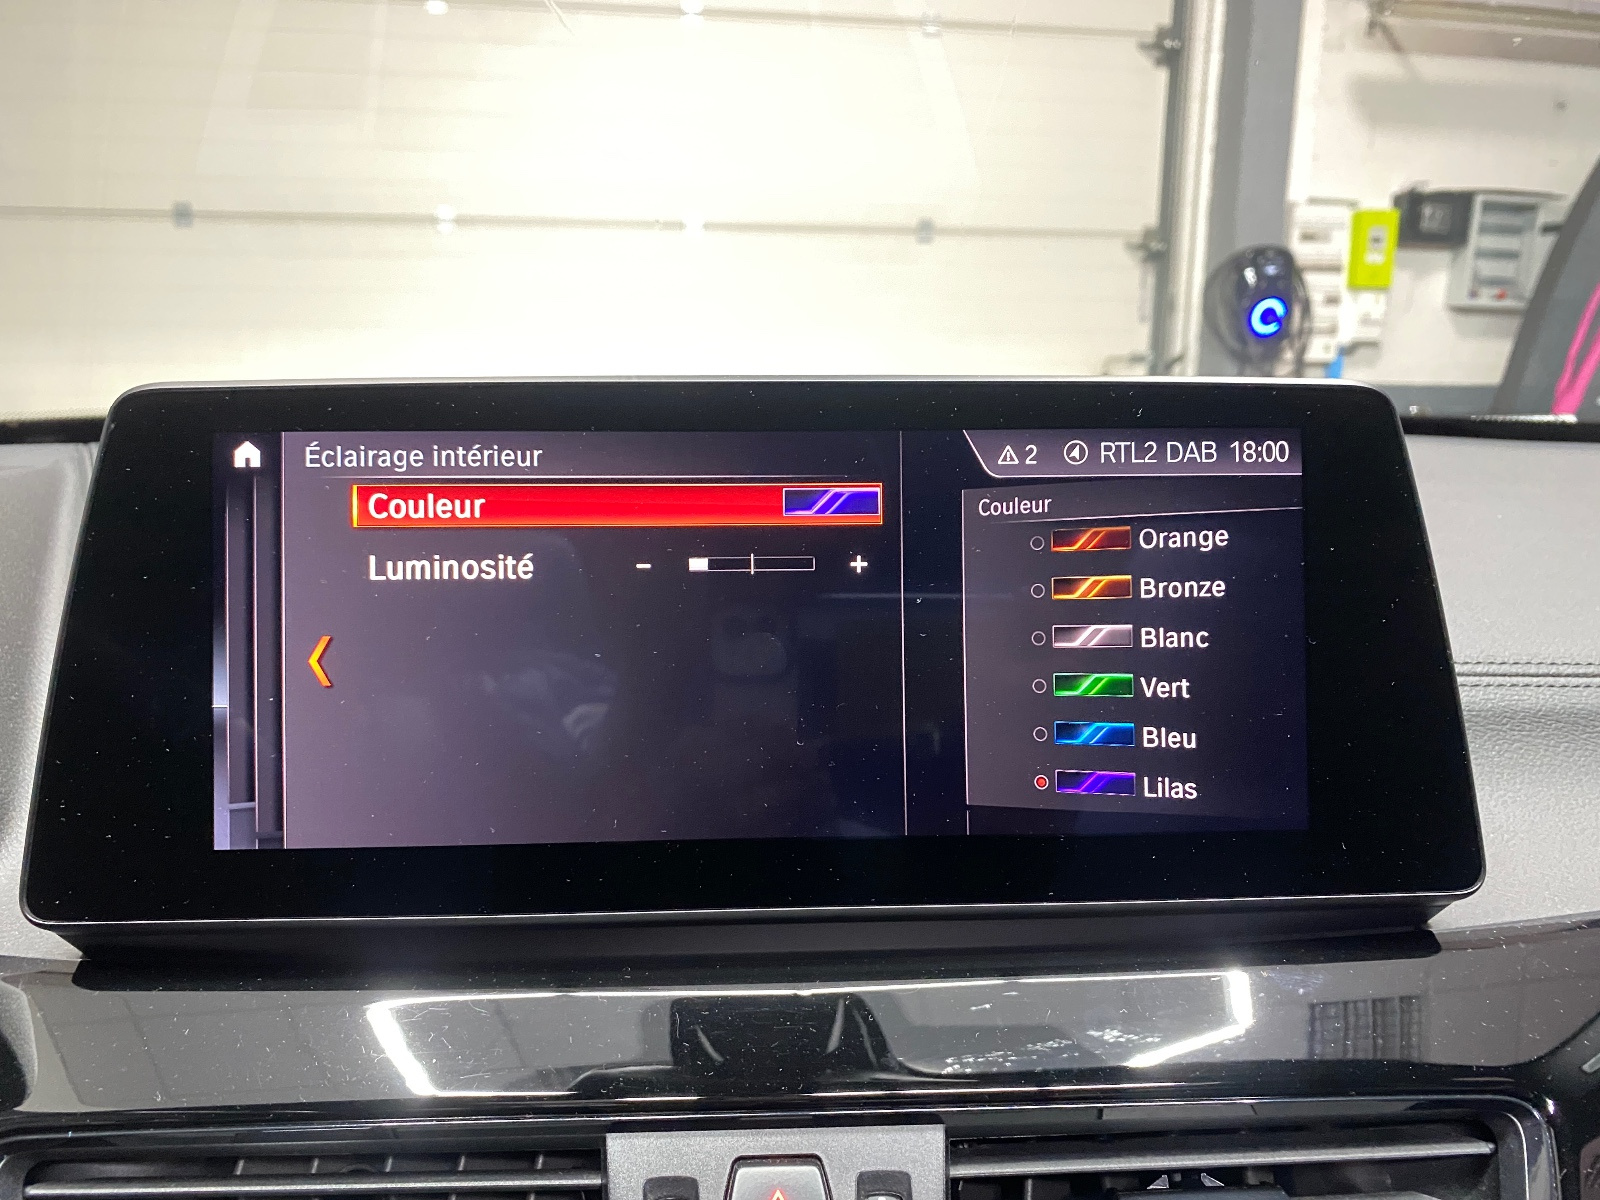 Éclairage intérieur
2 RTL2 DAB 18:00
Couleur
Luminosité - +
Couleur
Orange
Bronze
Blanc
Vert
Bleu
Lilas